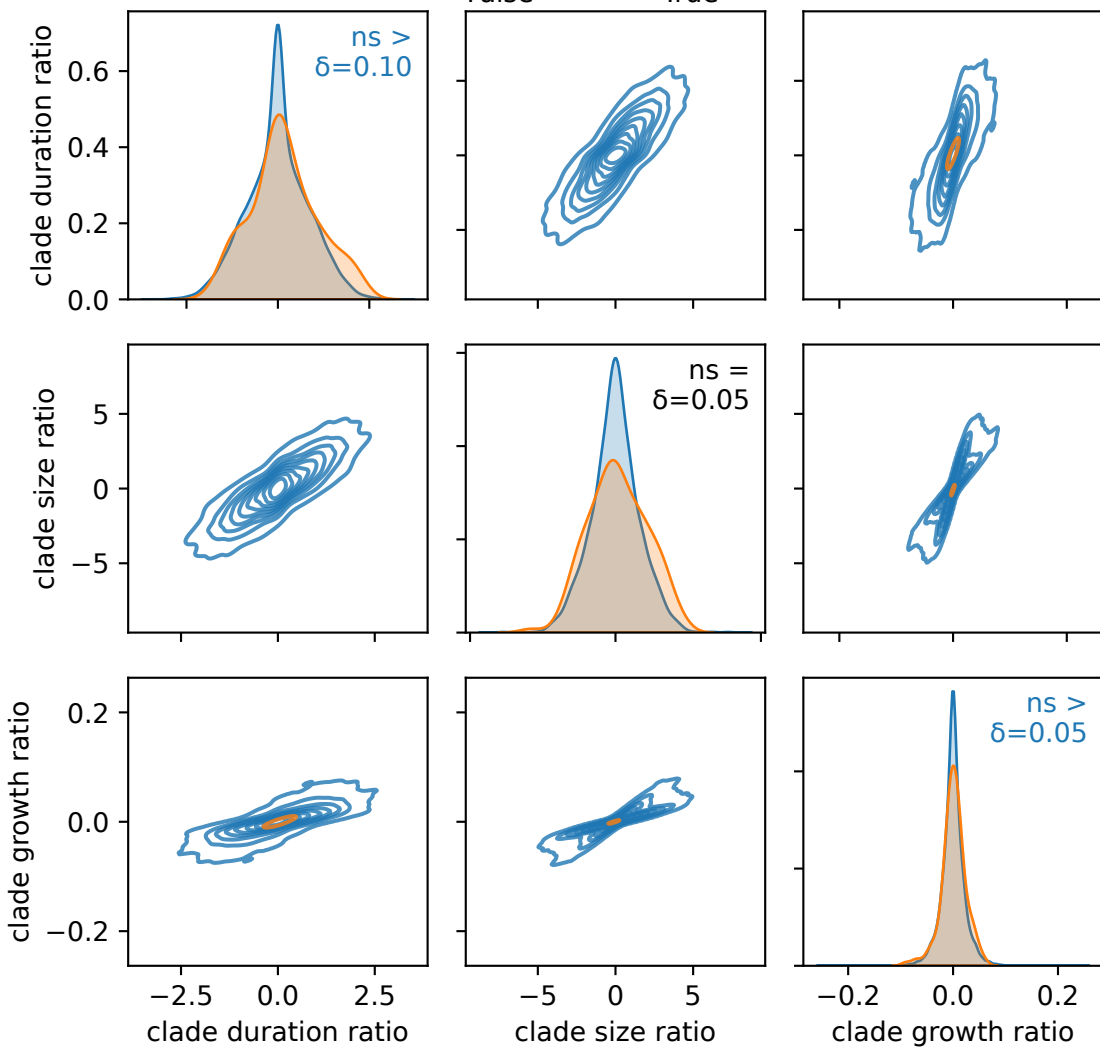 clade duration ratio
0.6
0.4
0.2
0.0
ns >
δ=0.10
clade size ratio
5
0
−5
ns =
δ=0.05
clade growth ratio
0.2
0.0
−0.2
ns >
δ=0.05
−2.5 0.0 2.5
−5 0 5
−0.2 0.0 0.2
clade duration ratio
clade size ratio
clade growth ratio